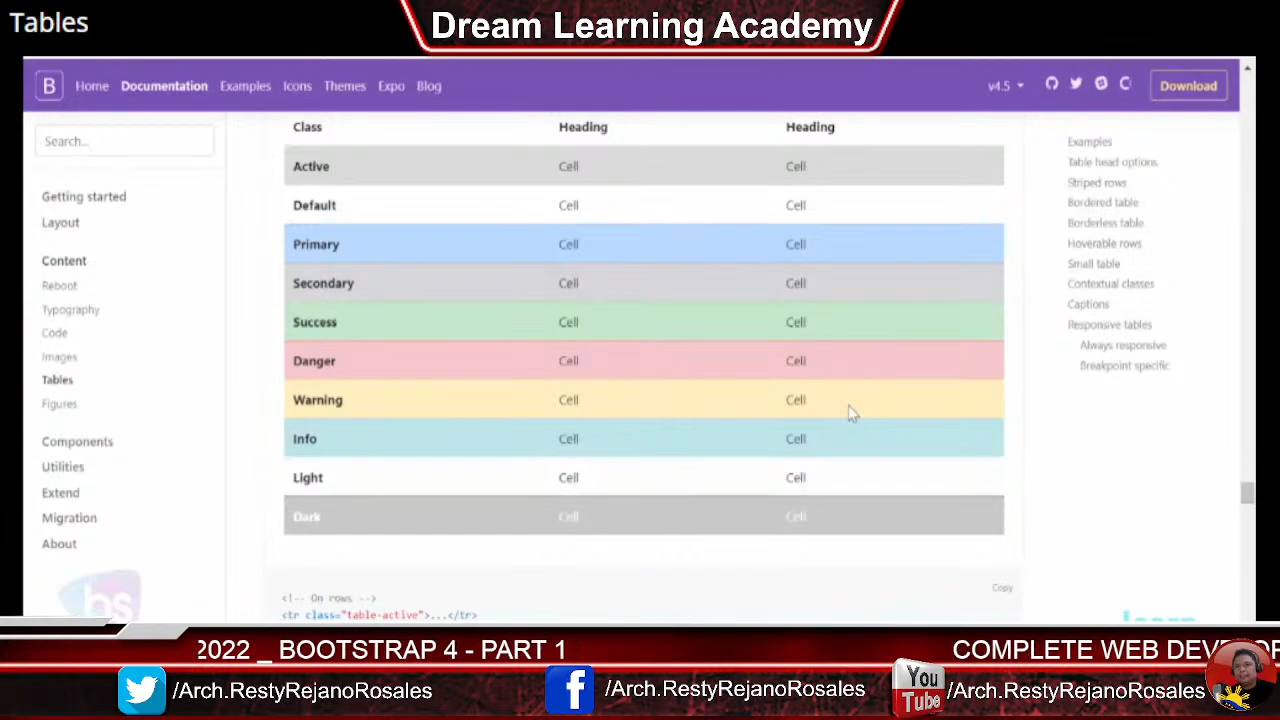 Tables
Dream Learning Academy
B Home Documentation Examples Icons Themes Expo Blog v4.5 Download
Search...
Getting started
Layout
Content
Reboot
Typography
Code
Images
Tables
Figures
Components
Utilities
Extend
Migration
About
Class Heading Heading
Active Cell Cell
Default Cell Cell
Primary Cell Cell
Secondary Cell Cell
Success Cell Cell
Danger Cell Cell
Warning Cell Cell
Info Cell Cell
Light Cell Cell
Dark Cell Cell
Copy
<!-- On rows -->
<tr class="table-active">...</tr>
Examples
Table head options
Striped rows
Bordered table
Borderless table
Hoverable rows
Small table
Contextual classes
Captions
Responsive tables
Always responsive
Breakpoint specific
bs
learn
2022 _ BOOTSTRAP 4 - PART 1 COMPLETE WEB DEVELOP
/Arch.RestyRejanoRosales /Arch.RestyRejanoRosales You Tube /Arch.RestyRejanoRosales